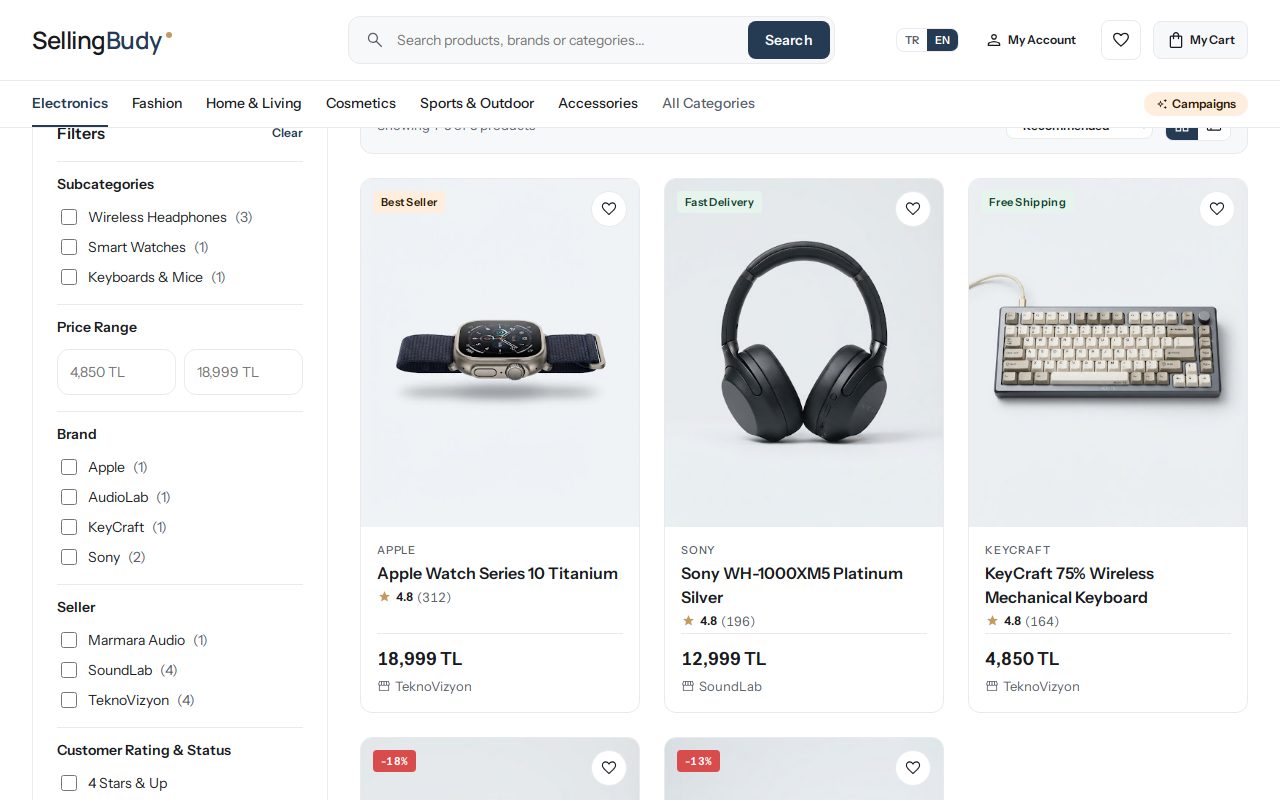 SellingBudy
Search products, brands or categories...
Search
TR EN
My Account
My Cart
Electronics Fashion Home & Living Cosmetics Sports & Outdoor Accessories All Categories
Campaigns
Filters
Clear
Subcategories
Wireless Headphones (3)
Smart Watches (1)
Keyboards & Mice (1)
Price Range
4,850 TL
18,999 TL
Brand
Apple (1)
AudioLab (1)
KeyCraft (1)
Sony (2)
Seller
Marmara Audio (1)
SoundLab (4)
TeknoVizyon (4)
Customer Rating & Status
4 Stars & Up
Recommended
Best Seller
APPLE
Apple Watch Series 10 Titanium
4.8 (312)
18,999 TL
TeknoVizyon
Fast Delivery
SONY
Sony WH-1000XM5 Platinum
Silver
4.8 (196)
12,999 TL
SoundLab
Free Shipping
KEYCRAFT
KeyCraft 75% Wireless
Mechanical Keyboard
4.8 (164)
4,850 TL
TeknoVizyon
-18%
-13%